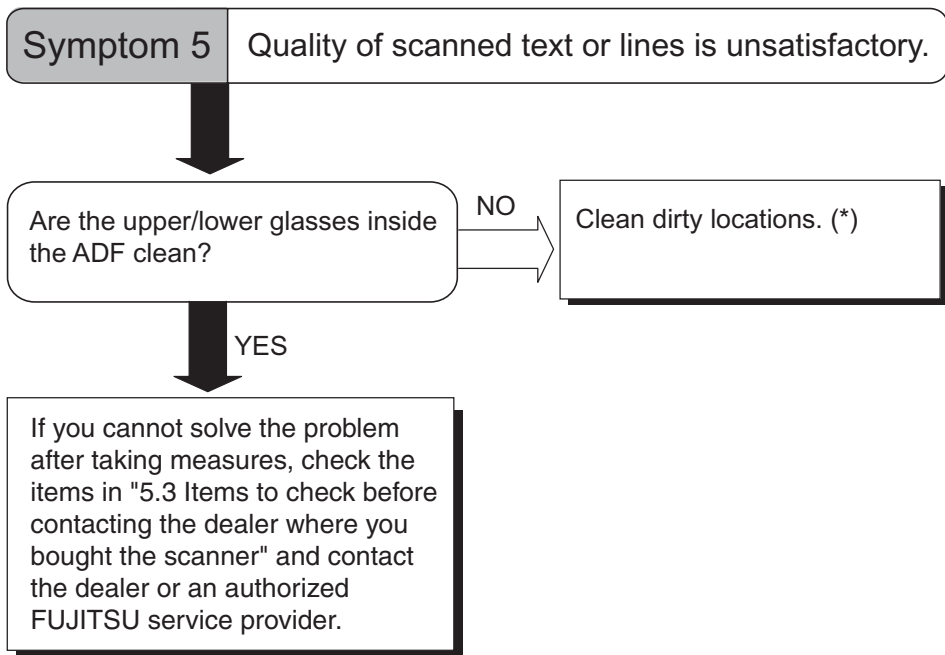 Symptom 5
Quality of scanned text or lines is unsatisfactory.
Are the upper/lower glasses inside
the ADF clean?
NO
Clean dirty locations. (*)
YES
If you cannot solve the problem
after taking measures, check the
items in "5.3 Items to check before
contacting the dealer where you
bought the scanner" and contact
the dealer or an authorized
FUJITSU service provider.